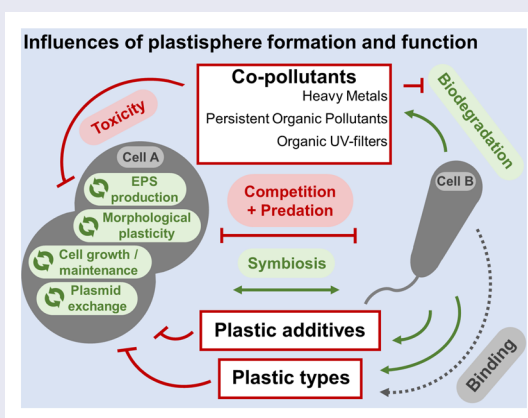 Influences of plastisphere formation and function
Co-pollutants
Heavy Metals
Persistent Organic Pollutants
Organic UV-filters
Biodegradation
Toxicity
Cell A
EPS
production
Morphological
plasticity
Cell growth /
maintenance
Plasmid
exchange
Competition
+ Predation
Symbiosis
Cell B
Plastic additives
Plastic types
Binding